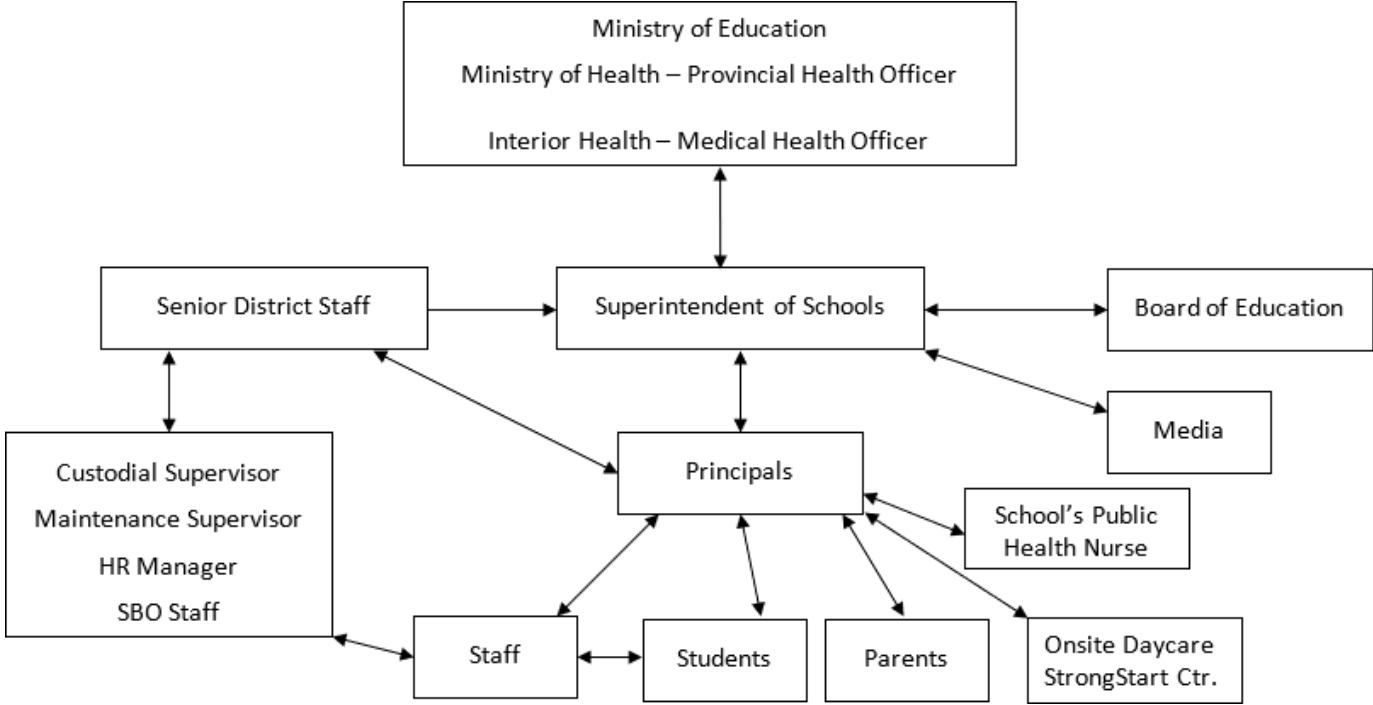 Ministry of Education
Ministry of Health – Provincial Health Officer
Interior Health – Medical Health Officer
Senior District Staff
Superintendent of Schools
Board of Education
Media
Custodial Supervisor
Maintenance Supervisor
HR Manager
SBO Staff
Principals
School’s Public
Health Nurse
Staff
Students
Parents
Onsite Daycare
StrongStart Ctr.